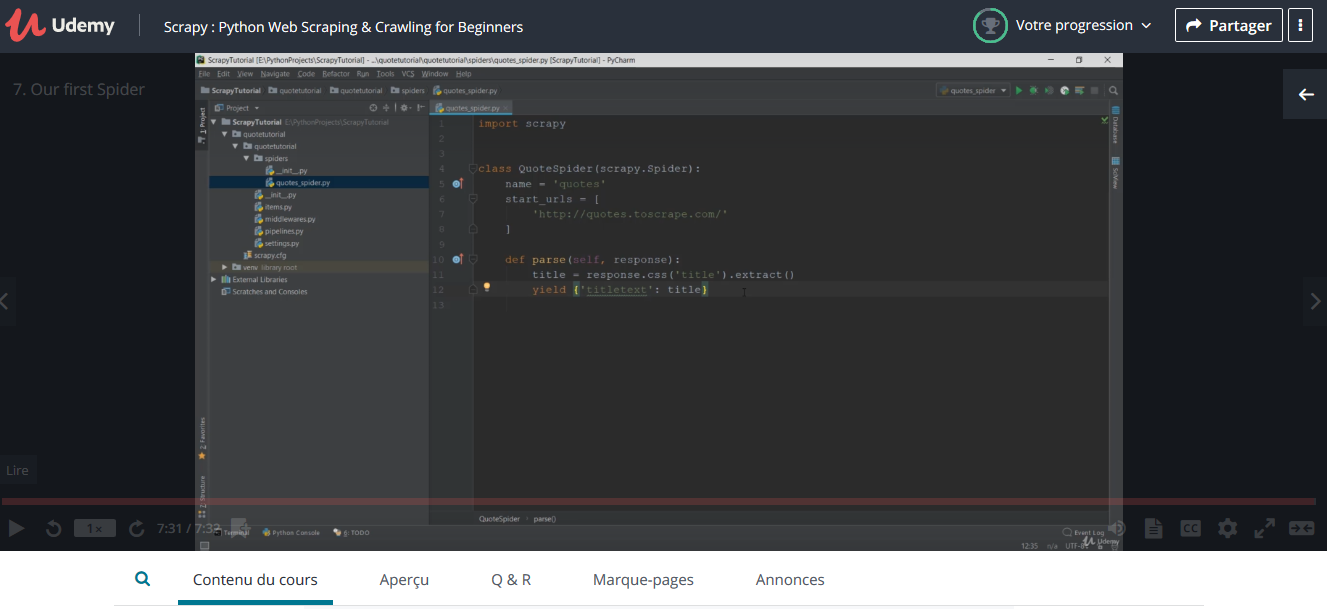 Udemy
Scrapy : Python Web Scraping & Crawling for Beginners
Votre progression
Partager
ScrapyTutorial [E:\PythonProjects\ScrapyTutorial] - ...\quotetutorial\quotetutorial\spiders\quotes_spider.py [ScrapyTutorial] - PyCharm
File Edit View Navigate Code Refactor Run Tools VCS Window Help
7. Our first Spider
ScrapyTutorial quotetutorial quotetutorial spiders quotes_spider.py
quotes_spider
Project
quotes_spider.py
1: Project
Database
SciView
ScrapyTutorial E:\PythonProjects\ScrapyTutorial
quotetutorial
quotetutorial
spiders
__init__.py
quotes_spider.py
__init__.py
items.py
middlewares.py
pipelines.py
settings.py
scrapy.cfg
venv library root
External Libraries
Scratches and Consoles
1 import scrapy
2
3
4 class QuoteSpider(scrapy.Spider):
5 name = 'quotes'
6 start_urls = [
7 'http://quotes.toscrape.com/'
8 ]
9
10 def parse(self, response):
11 title = response.css('title').extract()
12 yield {'titletext': title}
13
2: Favorites
Lire
Structure
QuoteSpider parse()
1x
7:31 / 7:33
Terminal Python Console 6: TODO
Event Log
CC
12:35 n/a UTF-8
Udemy
Contenu du cours
Aperçu
Q & R
Marque-pages
Annonces